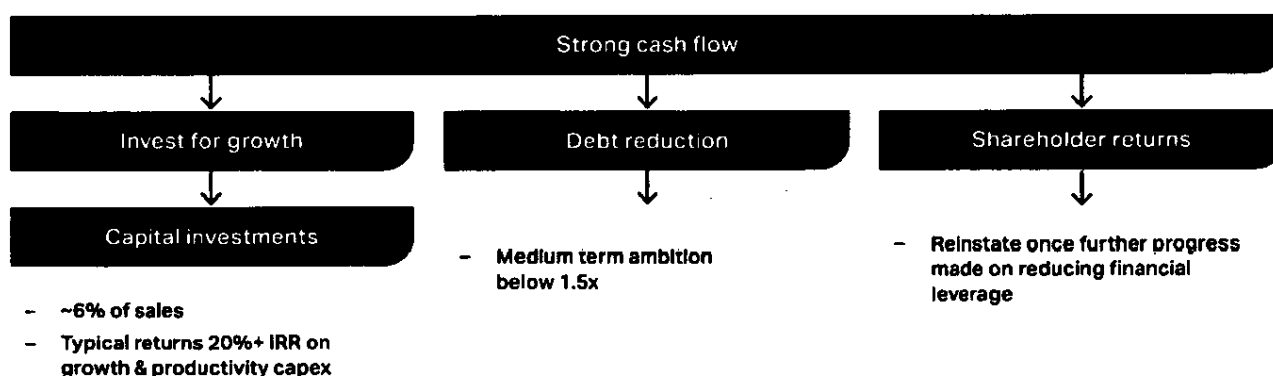 Strong cash flow
Invest for growth
Debt reduction
Shareholder returns
Capital investments
– Medium term ambition
below 1.5x
– Reinstate once further progress
made on reducing financial
leverage
– ~6% of sales
– Typical returns 20%+ IRR on
growth & productivity capex